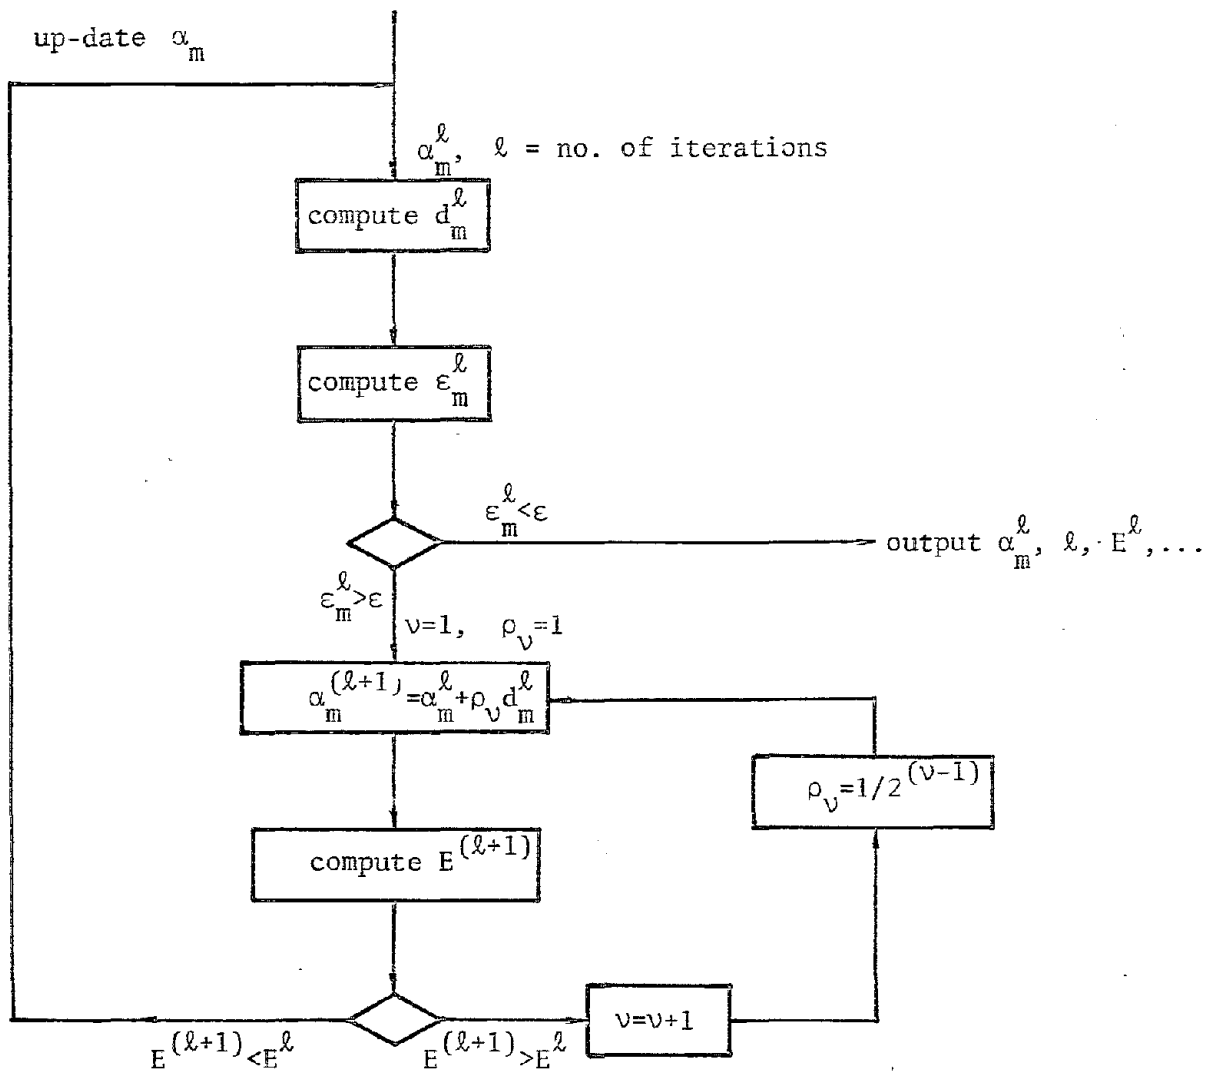 up-date α_m
α_m^ℓ, ℓ = no. of iterations
compute d_m^ℓ
compute ε_m^ℓ
ε_m^ℓ<ε
output α_m^ℓ, ℓ, E^ℓ,...
ε_m^ℓ>ε
ν=1, ρ_ν=1
α_m^(ℓ+1)=α_m^ℓ+ρ_ν d_m^ℓ
ρ_ν=1/2^(ν-1)
compute E^(ℓ+1)
ν=ν+1
E^(ℓ+1)<E^ℓ
E^(ℓ+1)>E^ℓ